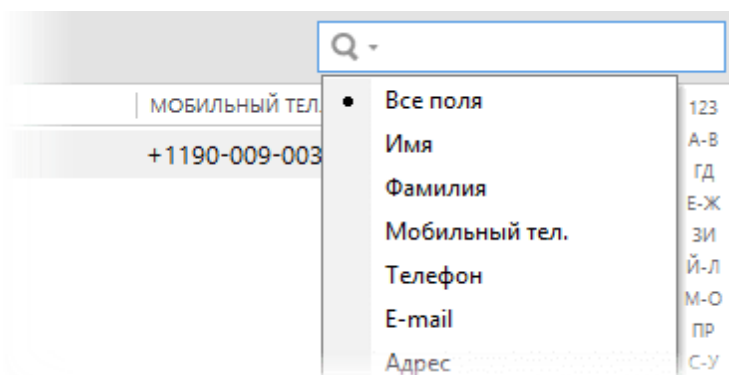 МОБИЛЬНЫЙ ТЕЛ.
+1190-009-003
Все поля
Имя
Фамилия
Мобильный тел.
Телефон
E-mail
Адрес
123
А-В
ГД
Е-Ж
ЗИ
Й-Л
М-О
ПР
С-У